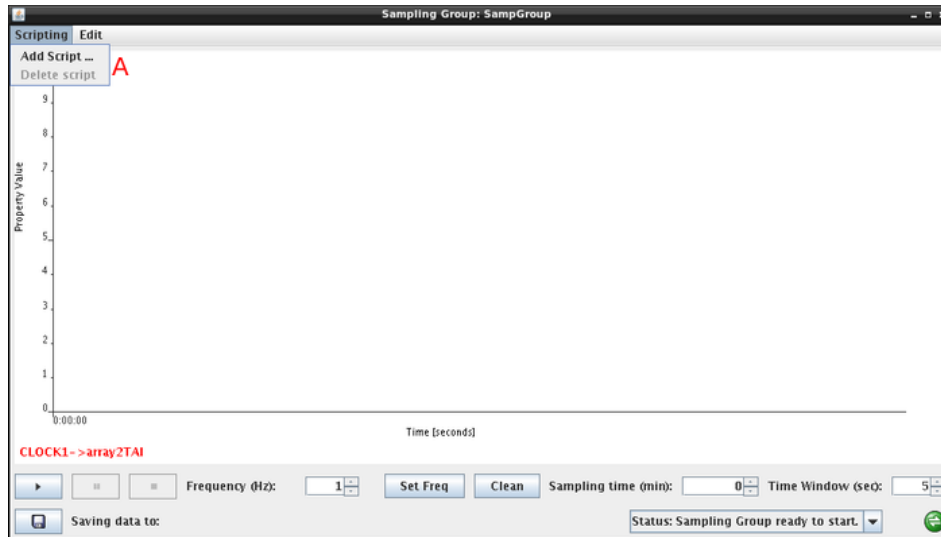 Sampling Group: SampGroup
Scripting Edit
Add Script ...
Delete script
A
9
8
7
6
5
4
3
2
1
0
Property Value
0:00:00
Time [seconds]
CLOCK1->array2TAI
Frequency (Hz): 1 Set Freq Clean Sampling time (min): 0 Time Window (sec): 5
Saving data to: Status: Sampling Group ready to start.